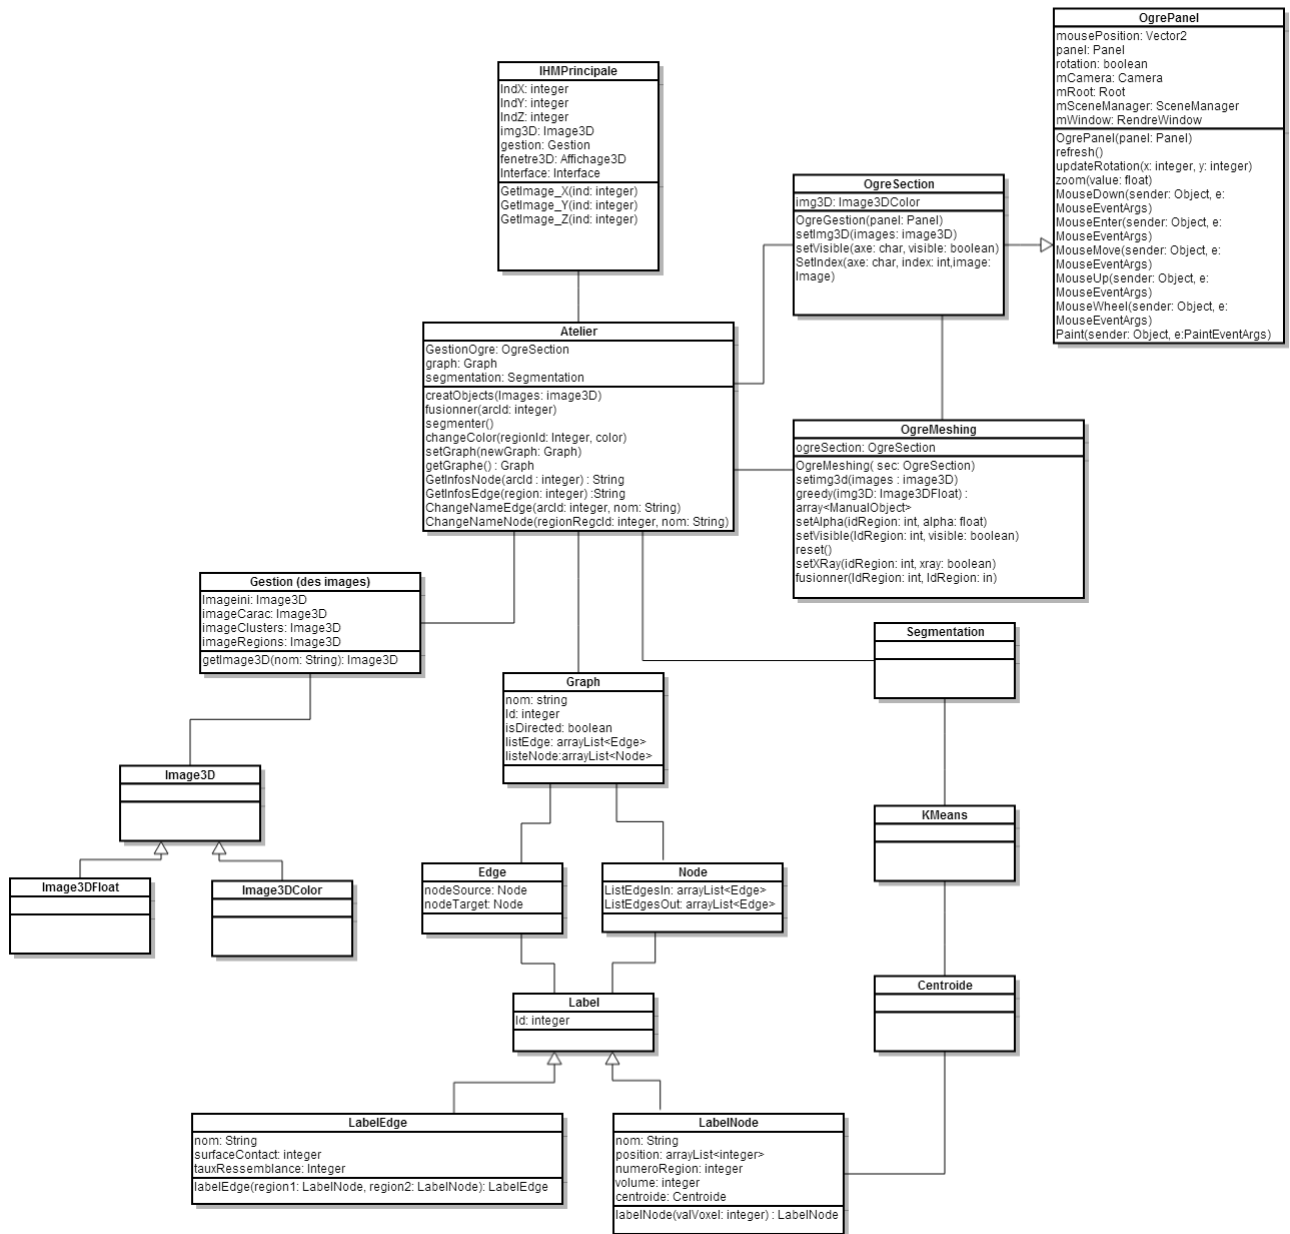 OgrePanel
mousePosition: Vector2
panel: Panel
rotation: boolean
mCamera: Camera
mRoot: Root
mSceneManager: SceneManager
mWindow: RendreWindow
OgrePanel(panel: Panel)
refresh()
updateRotation(x: integer, y: integer)
zoom(value: float)
MouseDown(sender: Object, e:
MouseEventArgs)
MouseEnter(sender: Object, e:
MouseEventArgs)
MouseMove(sender: Object, e:
MouseEventArgs)
MouseUp(sender: Object, e:
MouseEventArgs)
MouseWheel(sender: Object, e:
MouseEventArgs)
Paint(sender: Object, e:PaintEventArgs)
IHMPrincipale
IndX: integer
IndY: integer
IndZ: integer
img3D: Image3D
gestion: Gestion
fenetre3D: Affichage3D
Interface: Interface
GetImage_X(ind: integer)
GetImage_Y(ind: integer)
GetImage_Z(ind: integer)
OgreSection
img3D: Image3DColor
OgreGestion(panel: Panel)
setImg3D(images: image3D)
setVisible(axe: char, visible: boolean)
SetIndex(axe: char, index: int,image:
Image)
Atelier
GestionOgre: OgreSection
graph: Graph
segmentation: Segmentation
creatObjects(Images: image3D)
fusionner(arcId: integer)
segmenter()
changeColor(regionId: Integer, color)
setGraph(newGraph: Graph)
getGraphe() : Graph
GetInfosNode(arcId : integer) : String
GetInfosEdge(region: integer) :String
ChangeNameEdge(arcId: integer, nom: String)
ChangeNameNode(regionRegcId: integer, nom: String)
OgreMeshing
ogreSection: OgreSection
OgreMeshing( sec: OgreSection)
setimg3d(images : image3D)
greedy(img3D: Image3DFloat) :
array<ManualObject>
setAlpha(idRegion: int, alpha: float)
setVisible(IdRegion: int, visible: boolean)
reset()
setXRay(idRegion: int, xray: boolean)
fusionner(IdRegion: int, IdRegion: in)
Gestion (des images)
Imageini: Image3D
imageCarac: Image3D
imageClusters: Image3D
imageRegions: Image3D
getImage3D(nom: String): Image3D
Segmentation
Graph
nom: string
Id: integer
isDirected: boolean
listEdge: arrayList<Edge>
listeNode:arrayList<Node>
Image3D
KMeans
Image3DFloat
Image3DColor
Edge
nodeSource: Node
nodeTarget: Node
Node
ListEdgesIn: arrayList<Edge>
ListEdgesOut: arrayList<Edge>
Centroide
Label
Id: integer
LabelEdge
nom: String
surfaceContact: integer
tauxRessemblance: Integer
labelEdge(region1: LabelNode, region2: LabelNode): LabelEdge
LabelNode
nom: String
position: arrayList<integer>
numeroRegion: integer
volume: integer
centroide: Centroide
labelNode(valVoxel: integer) : LabelNode